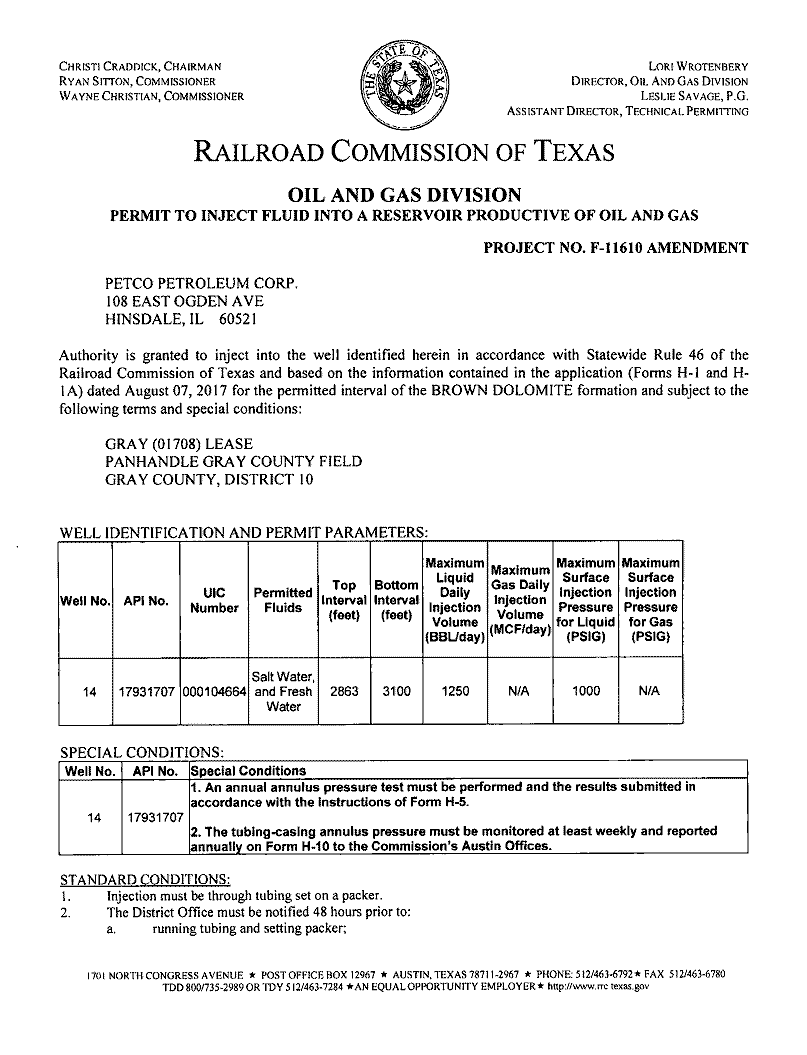 CHRISTI CRADDICK, CHAIRMAN
RYAN SITTON, COMMISSIONER
WAYNE CHRISTIAN, COMMISSIONER
THE STATE OF TEXAS
LORI WROTENBERY
DIRECTOR, OIL AND GAS DIVISION
LESLIE SAVAGE, P.G.
ASSISTANT DIRECTOR, TECHNICAL PERMITTING
RAILROAD COMMISSION OF TEXAS
OIL AND GAS DIVISION
PERMIT TO INJECT FLUID INTO A RESERVOIR PRODUCTIVE OF OIL AND GAS
PROJECT NO. F-11610 AMENDMENT
PETCO PETROLEUM CORP.
108 EAST OGDEN AVE
HINSDALE, IL 60521
Authority is granted to inject into the well identified herein in accordance with Statewide Rule 46 of the
Railroad Commission of Texas and based on the information contained in the application (Forms H-1 and H-
1A) dated August 07, 2017 for the permitted interval of the BROWN DOLOMITE formation and subject to the
following terms and special conditions:
GRAY (01708) LEASE
PANHANDLE GRAY COUNTY FIELD
GRAY COUNTY, DISTRICT 10
WELL IDENTIFICATION AND PERMIT PARAMETERS:
Well No. API No. UIC Number Permitted Fluids Top Interval (feet) Bottom Interval (feet) Maximum Liquid Daily Injection Volume (BBL/day) Maximum Gas Daily Injection Volume (MCF/day) Maximum Surface Injection Pressure for Liquid (PSIG) Maximum Surface Injection Pressure for Gas (PSIG)
14 17931707 000104664 Salt Water, and Fresh Water 2863 3100 1250 N/A 1000 N/A
SPECIAL CONDITIONS:
Well No. API No. Special Conditions
14 17931707
1. An annual annulus pressure test must be performed and the results submitted in
accordance with the instructions of Form H-5.
2. The tubing-casing annulus pressure must be monitored at least weekly and reported
annually on Form H-10 to the Commission's Austin Offices.
STANDARD CONDITIONS:
1. Injection must be through tubing set on a packer.
2. The District Office must be notified 48 hours prior to:
a. running tubing and setting packer;
1701 NORTH CONGRESS AVENUE ★ POST OFFICE BOX 12967 ★ AUSTIN, TEXAS 78711-2967 ★ PHONE: 512/463-6792 ★ FAX 512/463-6780
TDD 800/735-2989 OR TDY 512/463-7284 ★ AN EQUAL OPPORTUNITY EMPLOYER ★ http://www.rrc texas.gov